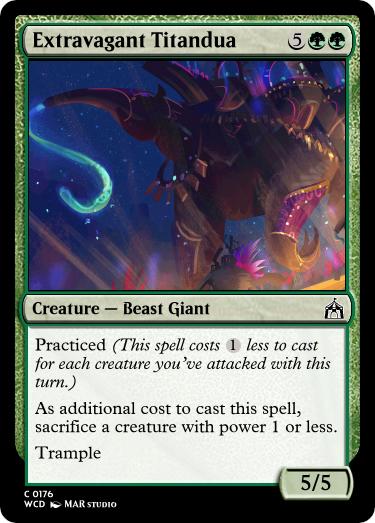 Extravagant Titandua 5
Creature — Beast Giant
Practiced (This spell costs 1 less to cast
for each creature you've attacked with this
turn.)
As additional cost to cast this spell,
sacrifice a creature with power 1 or less.
Trample
5/5
C 0176
WCD MAR STUDIO